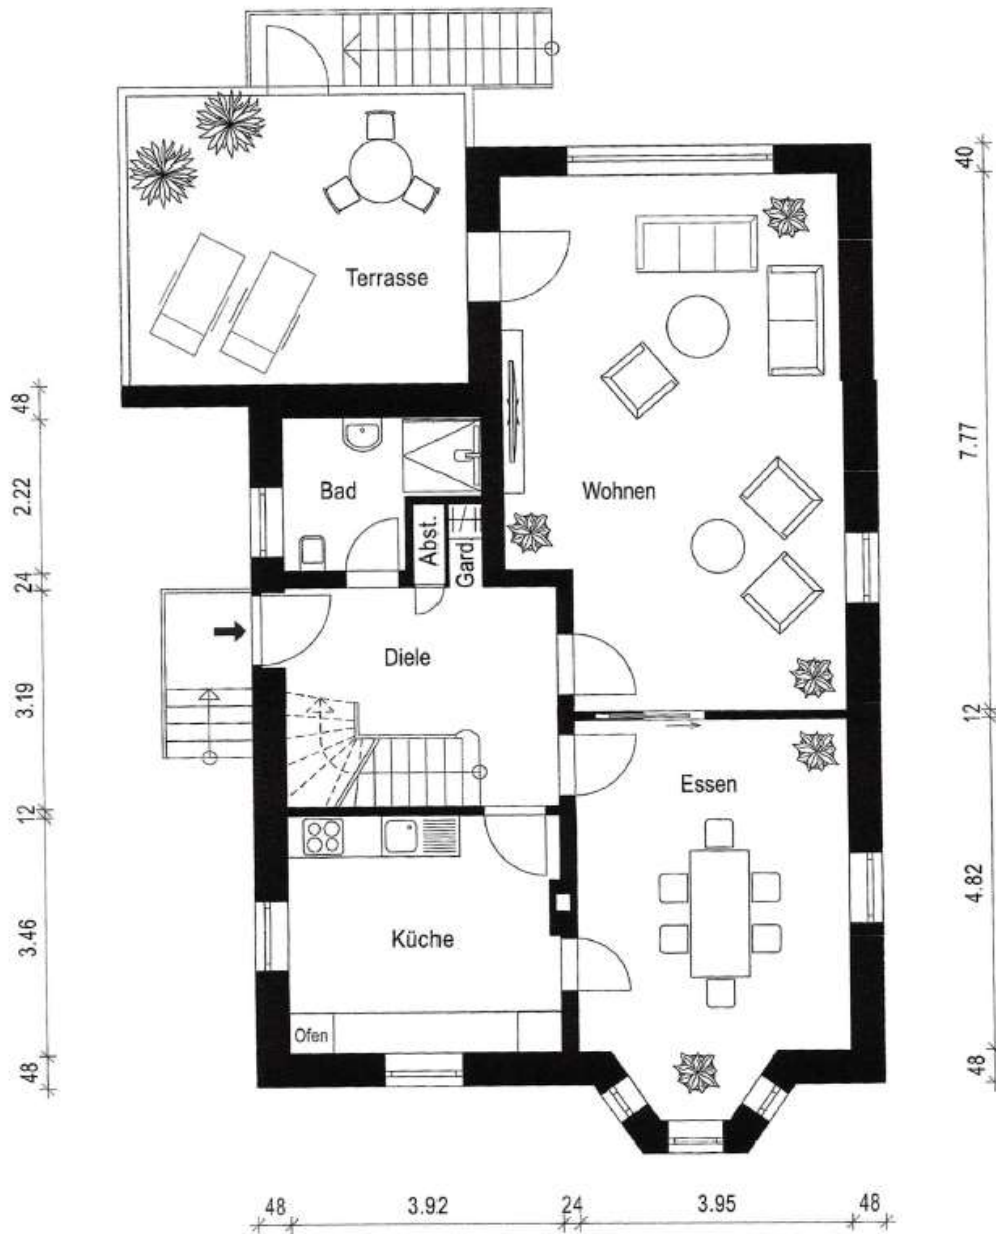 Terrasse
Bad
Abst.
Gard.
Wohnen
Diele
Essen
Küche
Ofen
48
2.22
24
3.19
12
3.46
48
40
7.77
12
4.82
48
48
3.92
24
3.95
48